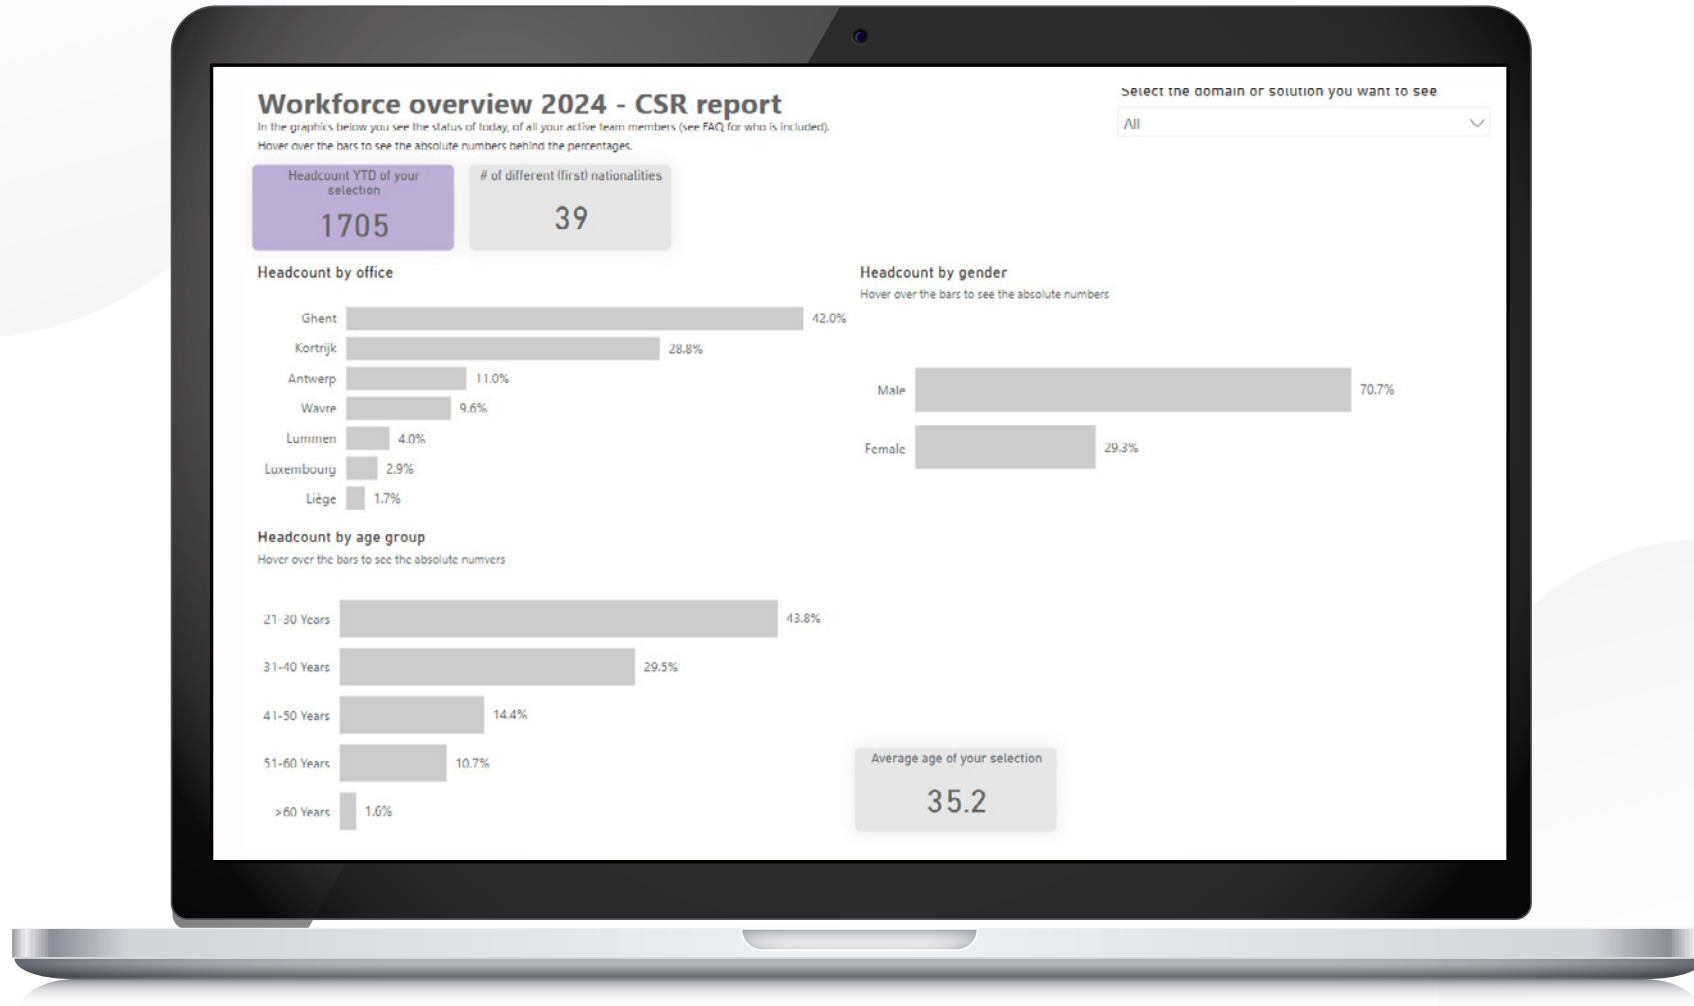 Workforce overview 2024 - CSR report
In the graphics below you see the status of today, of all your active team members (see FAQ for who is included).
Hover over the bars to see the absolute numbers behind the percentages.
Select the domain or solution you want to see
All
Headcount YTD of your
selection
1705
# of different (first) nationalities
39
Headcount by office
Ghent 42.0%
Kortrijk 28.8%
Antwerp 11.0%
Wavre 9.6%
Lummen 4.0%
Luxembourg 2.9%
Liège 1.7%
Headcount by gender
Hover over the bars to see the absolute numbers
Male 70.7%
Female 29.3%
Headcount by age group
Hover over the bars to see the absolute numvers
21-30 Years 43.8%
31-40 Years 29.5%
41-50 Years 14.4%
51-60 Years 10.7%
>60 Years 1.6%
Average age of your selection
35.2